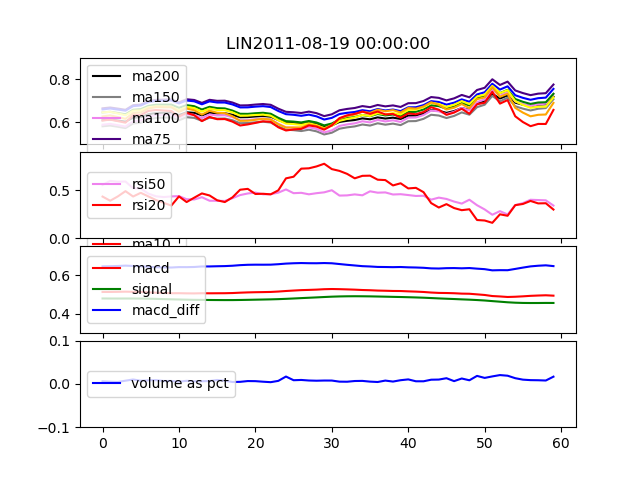 LIN2011-08-19 00:00:00
0.8
0.6
ma200
ma150
ma100
ma75
0.5
0.0
rsi50
rsi20
ma10
0.6
0.4
macd
signal
macd_diff
0.1
0.0
−0.1
volume as pct
0 10 20 30 40 50 60